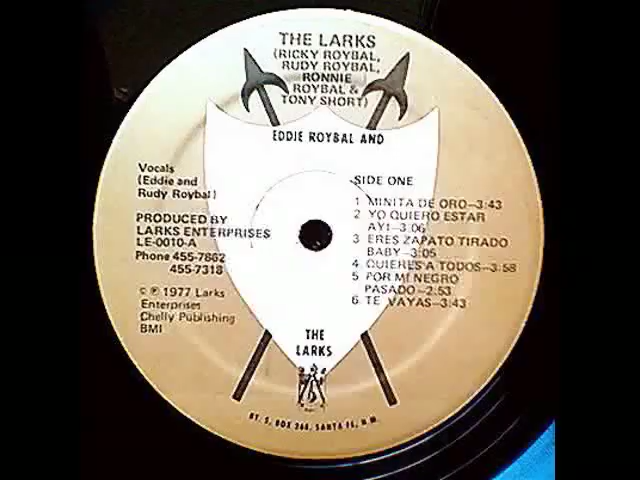 THE LARKS
(RICKY ROYBAL,
RUDY ROYBAL,
RONNIE
ROYBAL &
TONY SHORT)
EDDIE ROYBAL AND
Vocals
(Eddie and
Rudy Roybal)
PRODUCED BY
LARKS ENTERPRISES
LE-0010-A
Phone 455-7862
455-7318
© ℗ 1977 Larks
Enterprises
Chelly Publishing
BMI
SIDE ONE
1 MINITA DE ORO—3:43
2 YO QUIERO ESTAR
AYI—3:06
3 ERES ZAPATO TIRADO
BABY—3:05
4 QUIERES A TODOS—3:58
5 POR MI NEGRO
PASADO—2:53
6 TE VAYAS—3:43
THE
LARKS
RT. 5, BOX 266, SANTA FE, N.M.